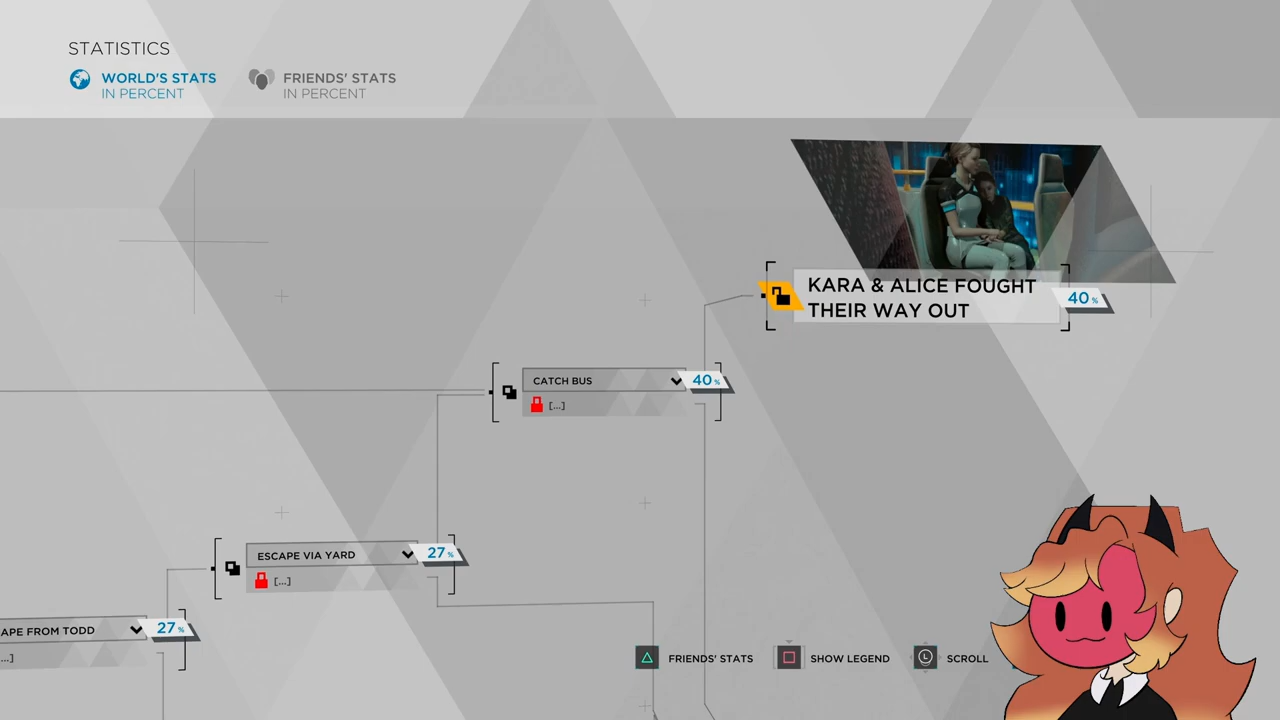 STATISTICS
WORLD'S STATS
IN PERCENT
FRIENDS' STATS
IN PERCENT
KARA & ALICE FOUGHT
THEIR WAY OUT
40%
CATCH BUS
40%
[...]
ESCAPE VIA YARD
27%
[...]
APE FROM TODD
27%
...]
FRIENDS' STATS
SHOW LEGEND
L
SCROLL